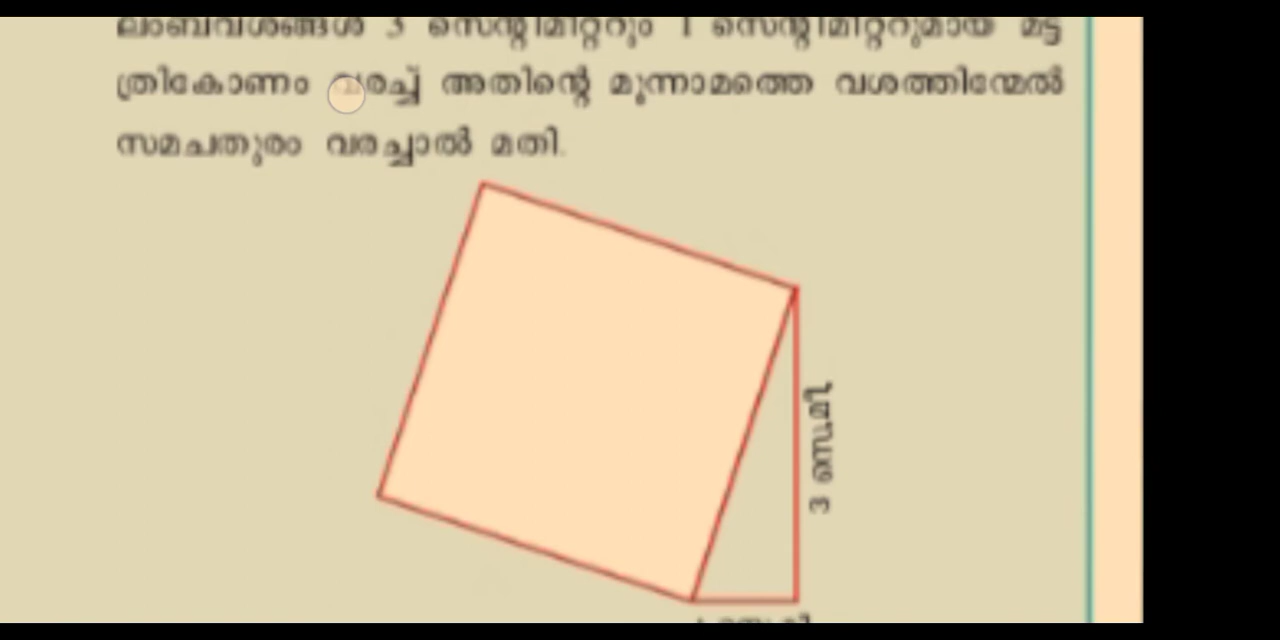 ലംബവശങ്ങൾ 3 സെന്റിമീറ്ററും 1 സെന്റിമീറ്ററുമായ മട്ട
ത്രികോണം വരച്ച് അതിന്റെ മൂന്നാമത്തെ വശത്തിന്മേൽ
സമചതുരം വരച്ചാൽ മതി.
3 സെ.മീ.